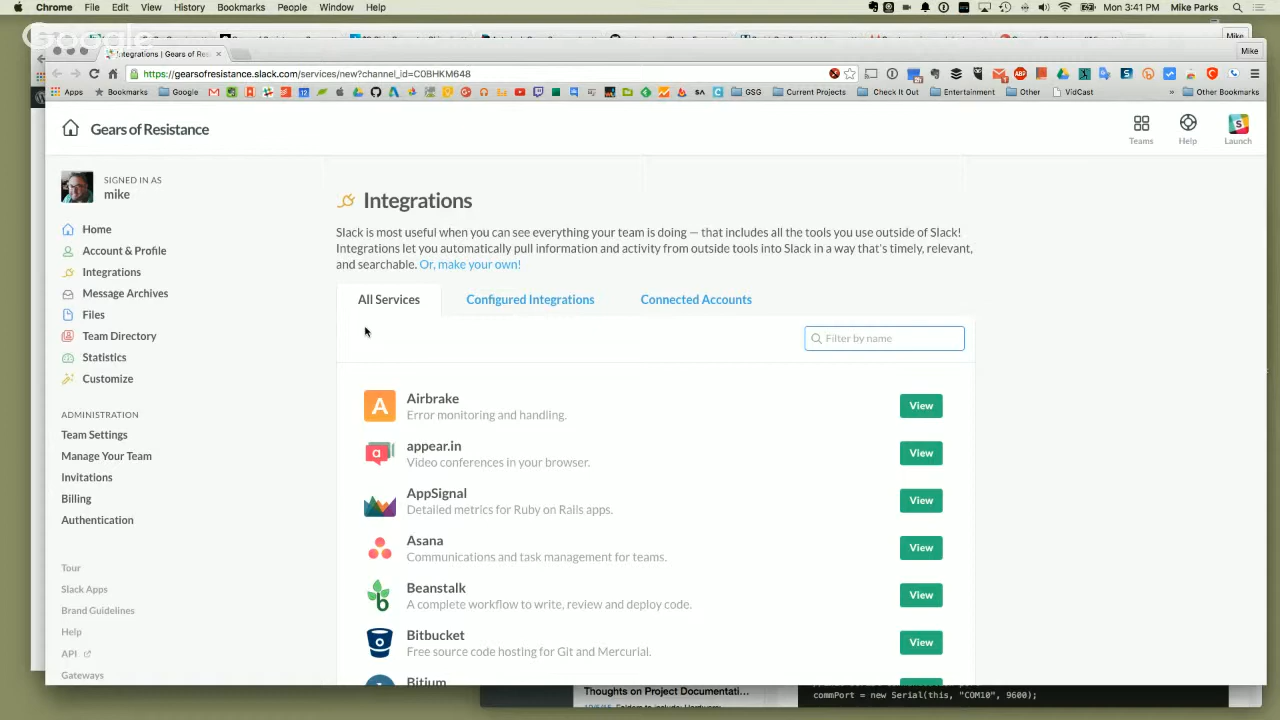 Chrome File Edit View History Bookmarks People Window Help
Mon 3:41 PM Mike Parks
Google
Mike
Integrations | Gears of Res
Mike
https://gearsofresistance.slack.com/services/new?channel_id=C0BHKM648
Apps Bookmarks Google GSG Current Projects Check It Out Entertainment Other VidCast » Other Bookmarks
Gears of Resistance
Teams Help Launch
SIGNED IN AS
mike
Home
Account & Profile
Integrations
Message Archives
Files
Team Directory
Statistics
Customize
ADMINISTRATION
Team Settings
Manage Your Team
Invitations
Billing
Authentication
Tour
Slack Apps
Brand Guidelines
Help
API
Gateways
Integrations
Slack is most useful when you can see everything your team is doing — that includes all the tools you use outside of Slack!
Integrations let you automatically pull information and activity from outside tools into Slack in a way that's timely, relevant,
and searchable. Or, make your own!
All Services Configured Integrations Connected Accounts
Filter by name
Airbrake
Error monitoring and handling.
View
appear.in
Video conferences in your browser.
View
AppSignal
Detailed metrics for Ruby on Rails apps.
View
Asana
Communications and task management for teams.
View
Beanstalk
A complete workflow to write, review and deploy code.
View
Bitbucket
Free source code hosting for Git and Mercurial.
View
Bitium
Thoughts on Project Documentati...
commPort = new Serial(this, "COM10", 9600);